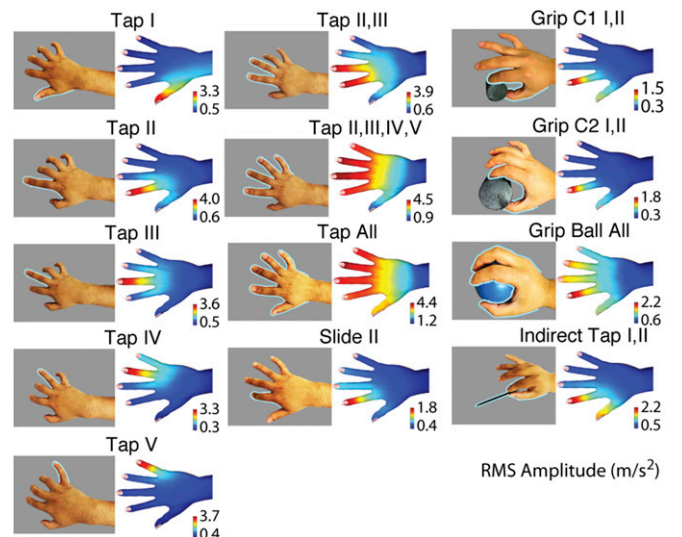 Tap I
3.3
0.5
Tap II,III
3.9
0.6
Grip C1 I,II
1.5
0.3
Tap II
4.0
0.6
Tap II,III,IV,V
4.5
0.9
Grip C2 I,II
1.8
0.3
Tap III
3.6
0.5
Tap All
4.4
1.2
Grip Ball All
2.2
0.6
Tap IV
3.3
0.3
Slide II
1.8
0.4
Indirect Tap I,II
2.2
0.5
Tap V
3.7
0.4
RMS Amplitude (m/s²)